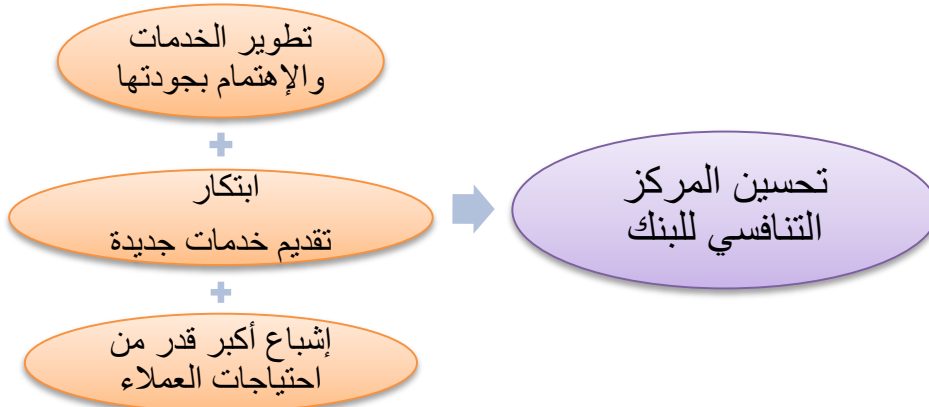 تطوير الخدمات
والإهتمام بجودتها
ابتكار
تقديم خدمات جديدة
إشباع أكبر قدر من
احتياجات العملاء
تحسين المركز
التنافسي للبنك